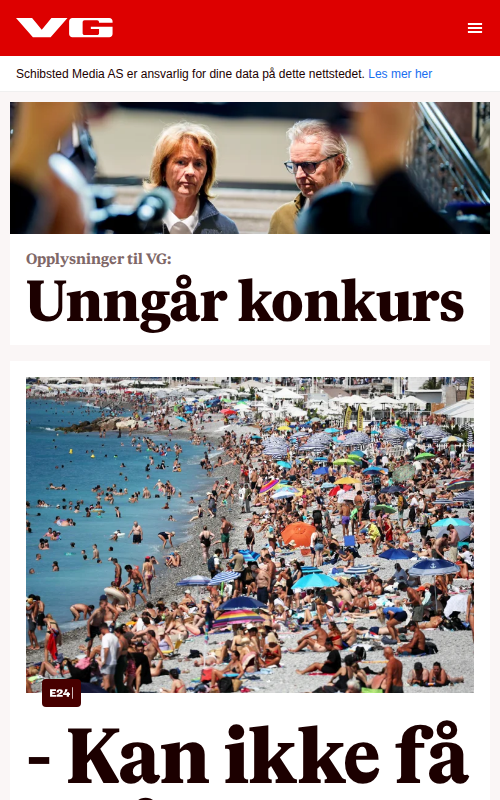 VG
Schibsted Media AS er ansvarlig for dine data på dette nettstedet. Les mer her
Opplysninger til VG:
Unngår konkurs
E24
- Kan ikke få